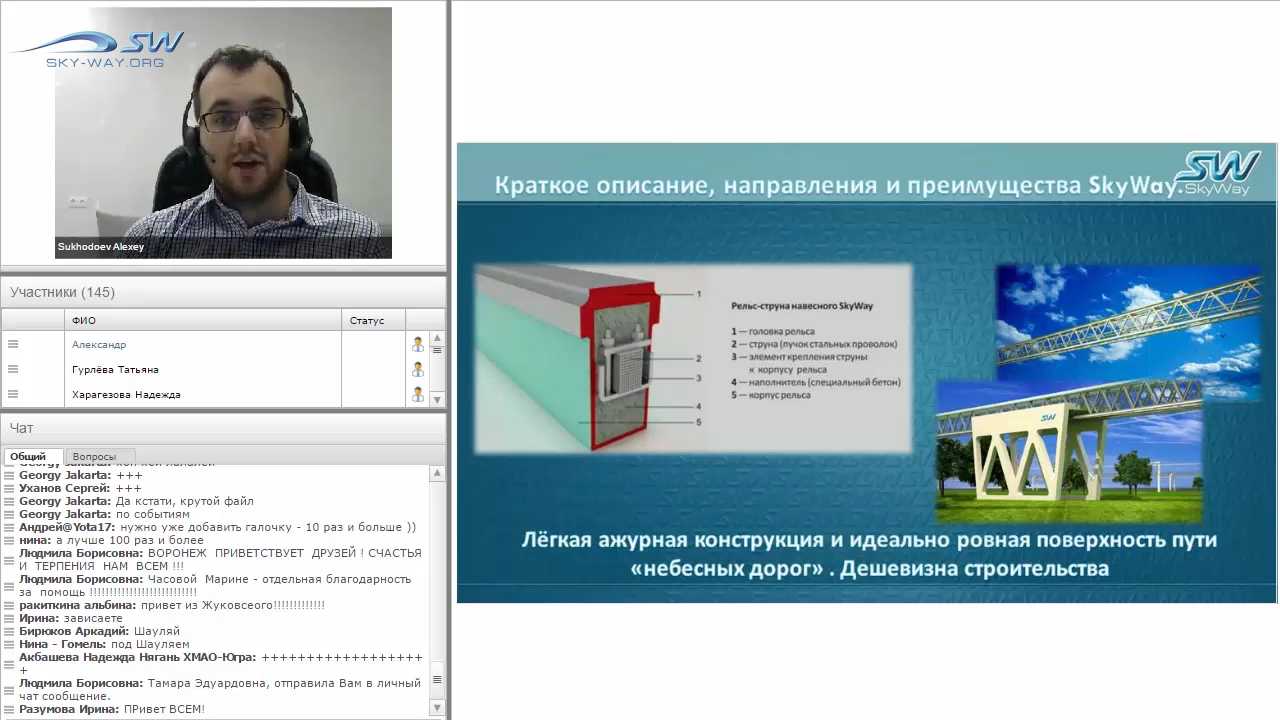 SW
SKY-WAY.ORG
Sukhodoev Alexey
Участники (145)
ФИО
Статус
Александр
Гурлёва Татьяна
Харагезова Надежда
Чат
Общий
Вопросы
Georgy Jakarta:
Georgy Jakarta: +++
Уханов Сергей: +++
Georgy Jakarta: Да кстати, крутой файл
Georgy Jakarta: по событиям
Андрей@Yota17: нужно уже добавить галочку - 10 раз и больше ))
нина: а лучше 100 раз и более
Людмила Борисовна: ВОРОНЕЖ ПРИВЕТСТВУЕТ ДРУЗЕЙ ! СЧАСТЬЯ
И ТЕРПЕНИЯ НАМ ВСЕМ !!!
Людмила Борисовна: Часовой Марине - отдельная благодарность
за помощь !!!!!!!!!!!!!!!!!!!!!!!!!!!
ракиткина альбина: привет из Жуковсеого!!!!!!!!!!!!!
Ирина: зависаете
Бирюков Аркадий: Шауляй
Нина - Гомель: под Шауляем
Акбашева Надежда Нягань ХМАО-Югра: ++++++++++++++++++
+
Людмила Борисовна: Тамара Эдуардовна, отправила Вам в личный
чат сообщение.
Разумова Ирина: ПРивет ВСЕМ!
Краткое описание, направления и преимущества SkyWay.
SW
SkyWay
Рельс-струна навесного SkyWay
1 — головка рельса
2 — струна (пучок стальных проволок)
3 — элемент крепления струны
к корпусу рельса
4 — наполнитель (специальный бетон)
5 — корпус рельса
1
2
3
4
5
SW
Лёгкая ажурная конструкция и идеально ровная поверхность пути
«небесных дорог» . Дешевизна строительства